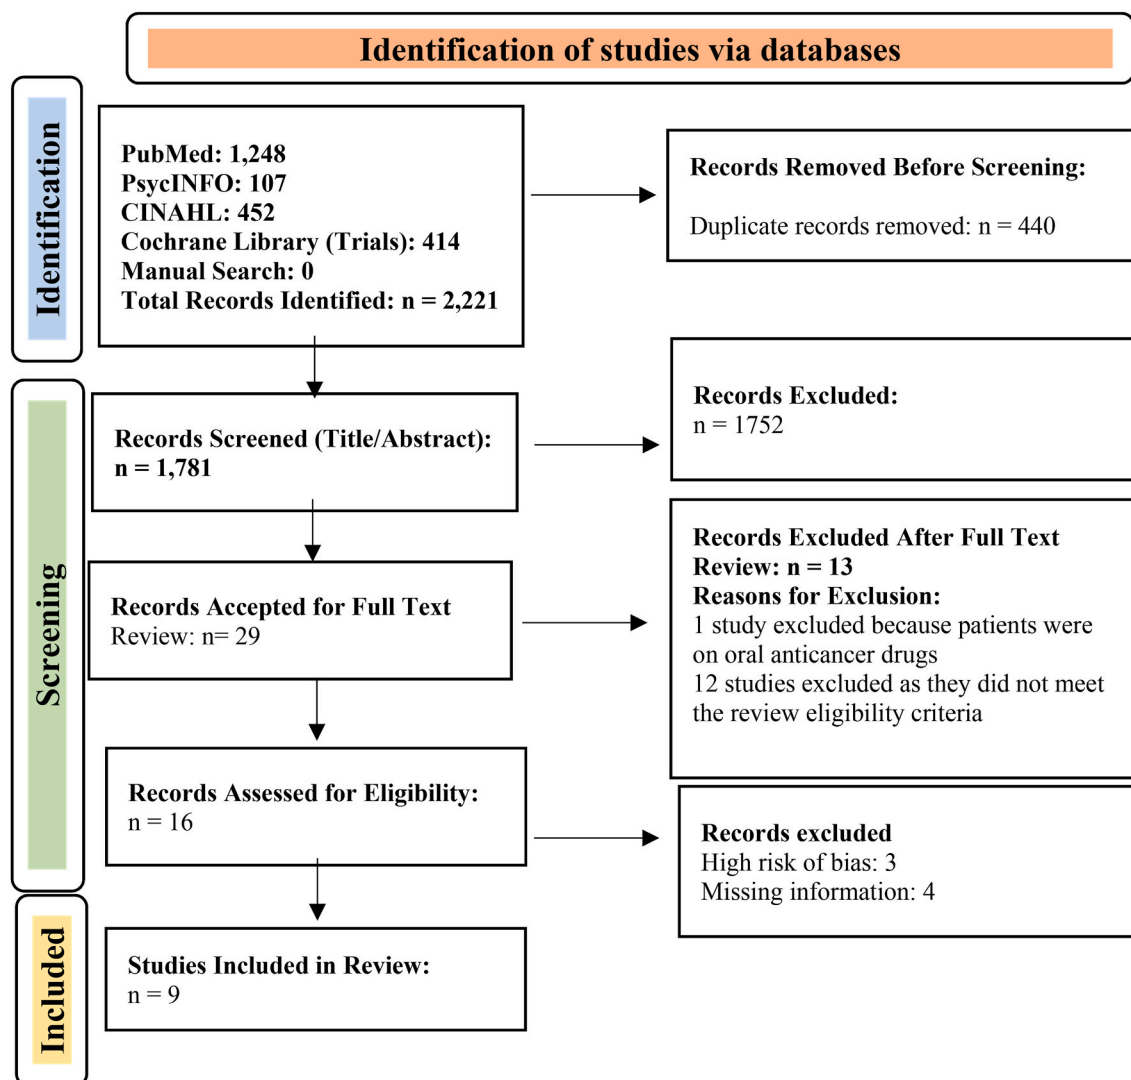 Identification of studies via databases
Identification
PubMed: 1,248
PsycINFO: 107
CINAHL: 452
Cochrane Library (Trials): 414
Manual Search: 0
Total Records Identified: n = 2,221
Records Removed Before Screening:
Duplicate records removed: n = 440
Screening
Records Screened (Title/Abstract):
n = 1,781
Records Excluded:
n = 1752
Records Accepted for Full Text
Review: n= 29
Records Excluded After Full Text
Review: n = 13
Reasons for Exclusion:
1 study excluded because patients were
on oral anticancer drugs
12 studies excluded as they did not meet
the review eligibility criteria
Records Assessed for Eligibility:
n = 16
Records excluded
High risk of bias: 3
Missing information: 4
Included
Studies Included in Review:
n = 9